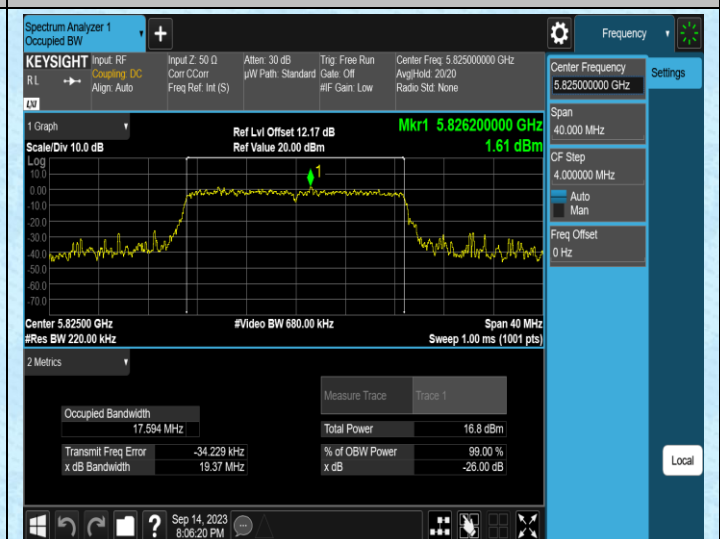 Spectrum Analyzer 1
Occupied BW
Frequency
KEYSIGHT
RL
LXI
Input: RF
Coupling: DC
Align: Auto
Input Z: 50 Ω
Corr CCorr
Freq Ref: Int (S)
Atten: 30 dB
µW Path: Standard
Trig: Free Run
Gate: Off
#IF Gain: Low
Center Freq: 5.825000000 GHz
Avg|Hold: 20/20
Radio Std: None
Center Frequency
5.825000000 GHz
Settings
Span
40.000 MHz
CF Step
4.000000 MHz
Auto
Man
Freq Offset
0 Hz
1 Graph
Scale/Div 10.0 dB
Ref Lvl Offset 12.17 dB
Ref Value 20.00 dBm
Mkr1 5.826200000 GHz
1.61 dBm
Log
10.0
0.00
-10.0
-20.0
-30.0
-40.0
-50.0
-60.0
-70.0
1
Center 5.82500 GHz
#Res BW 220.00 kHz
#Video BW 680.00 kHz
Span 40 MHz
Sweep 1.00 ms (1001 pts)
2 Metrics
Measure Trace Trace 1
Occupied Bandwidth
17.594 MHz
Total Power 16.8 dBm
Transmit Freq Error -34.229 kHz
% of OBW Power 99.00 %
x dB Bandwidth 19.37 MHz
x dB -26.00 dB
Local
?
Sep 14, 2023
8:06:20 PM